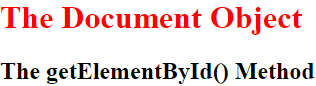 The Document Object
The getElementById() Method